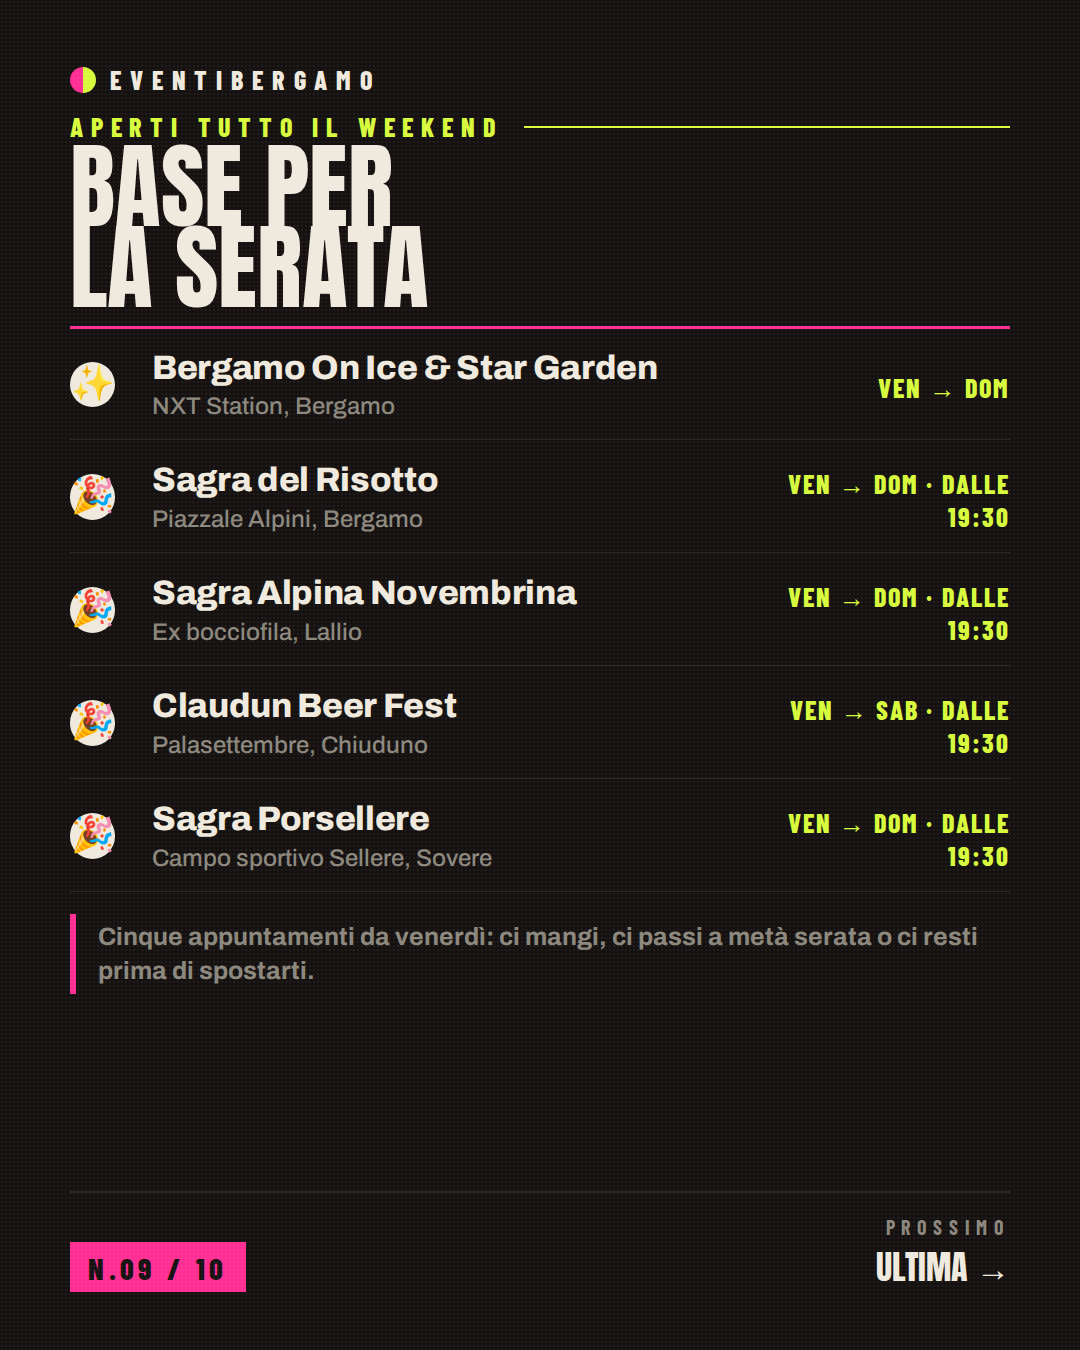 EVENTIBERGAMO
APERTI TUTTO IL WEEKEND
BASE PER
LA SERATA
Bergamo On Ice & Star Garden
NXT Station, Bergamo
VEN → DOM
Sagra del Risotto
Piazzale Alpini, Bergamo
VEN → DOM · DALLE
19:30
Sagra Alpina Novembrina
Ex bocciofila, Lallio
VEN → DOM · DALLE
19:30
Claudun Beer Fest
Palasettembre, Chiuduno
VEN → SAB · DALLE
19:30
Sagra Porsellere
Campo sportivo Sellere, Sovere
VEN → DOM · DALLE
19:30
Cinque appuntamenti da venerdì: ci mangi, ci passi a metà serata o ci resti
prima di spostarti.
N.09 / 10
PROSSIMO
ULTIMA →